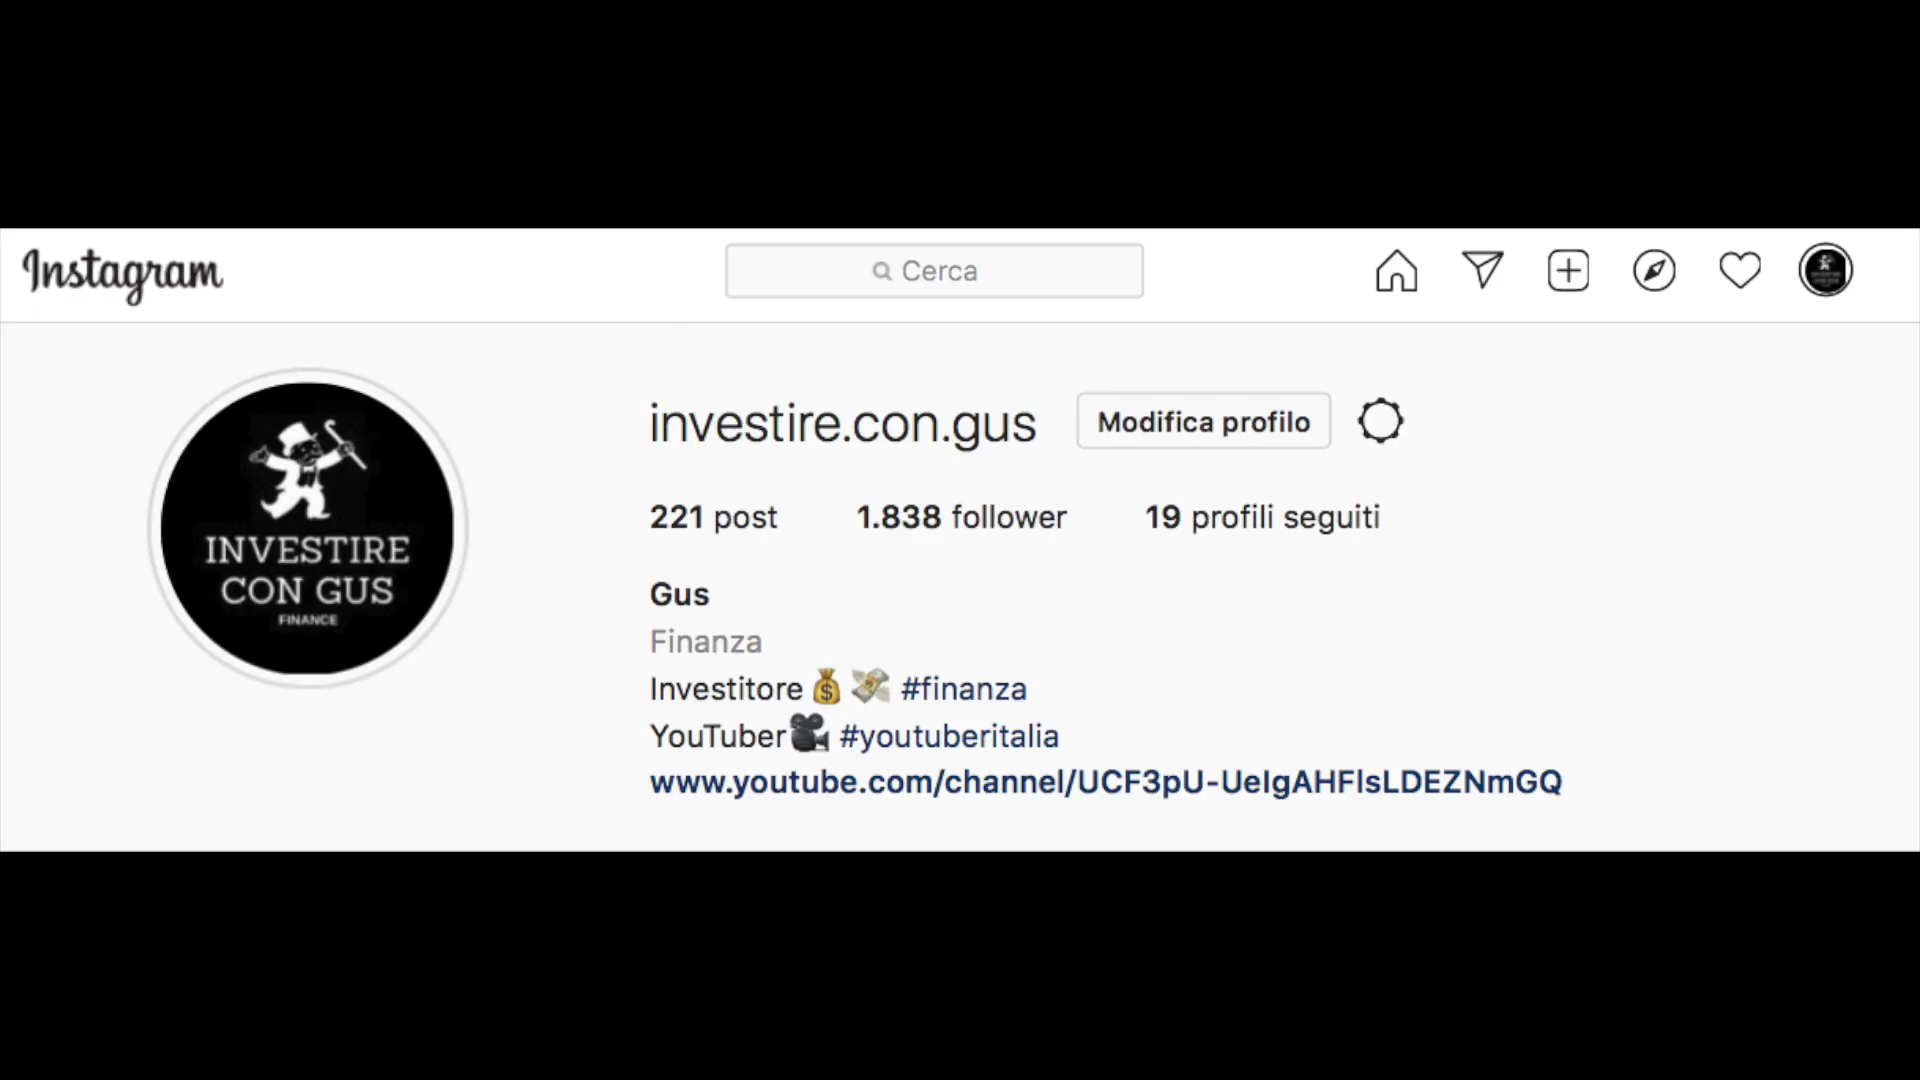 Instagram
Cerca
INVESTIRE
CON GUS
FINANCE
investire.con.gus
Modifica profilo
221 post 1.838 follower 19 profili seguiti
Gus
Finanza
Investitore💰💸 #finanza
YouTuber🎥 #youtuberitalia
www.youtube.com/channel/UCF3pU-UeIgAHFlsLDEZNmGQ